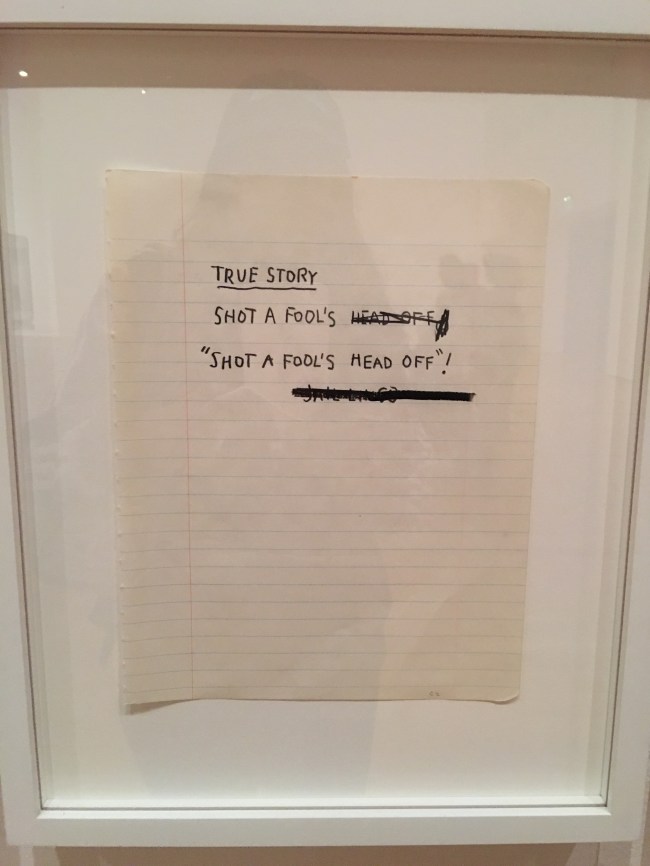 TRUE STORY
SHOT A FOOL'S HEAD OFF
"SHOT A FOOL'S HEAD OFF"!